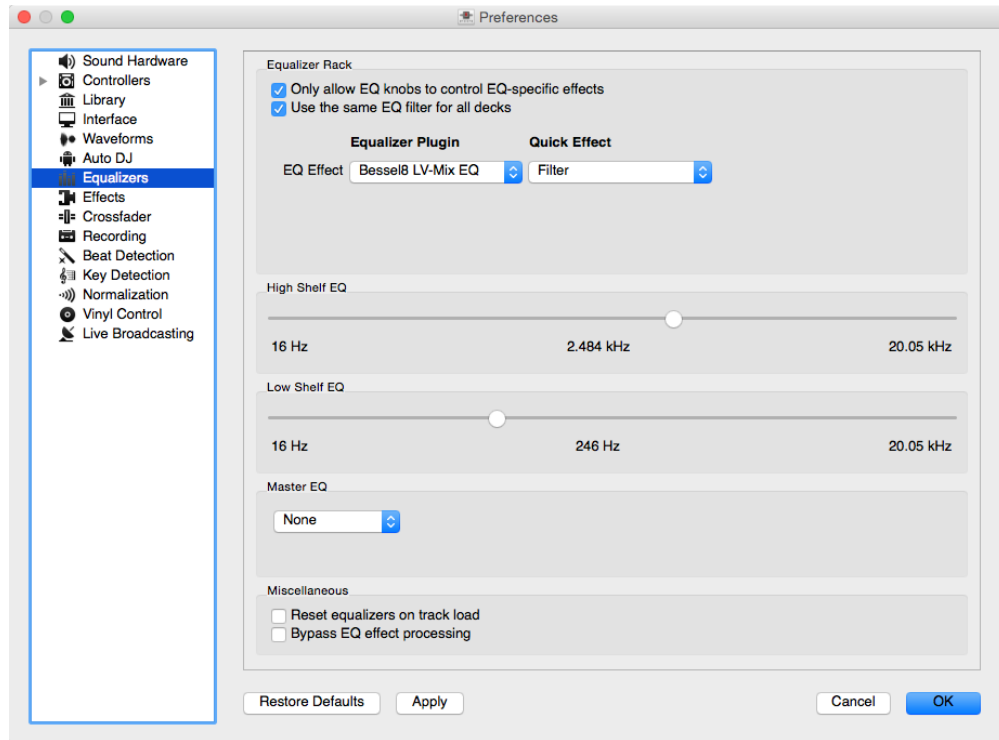 Preferences
Sound Hardware
Controllers
Library
Interface
Waveforms
Auto DJ
Equalizers
Effects
Crossfader
Recording
Beat Detection
Key Detection
Normalization
Vinyl Control
Live Broadcasting
Equalizer Rack
Only allow EQ knobs to control EQ-specific effects
Use the same EQ filter for all decks
Equalizer Plugin Quick Effect
EQ Effect Bessel8 LV-Mix EQ Filter
High Shelf EQ
16 Hz 2.484 kHz 20.05 kHz
Low Shelf EQ
16 Hz 246 Hz 20.05 kHz
Master EQ
None
Miscellaneous
Reset equalizers on track load
Bypass EQ effect processing
Restore Defaults Apply Cancel OK